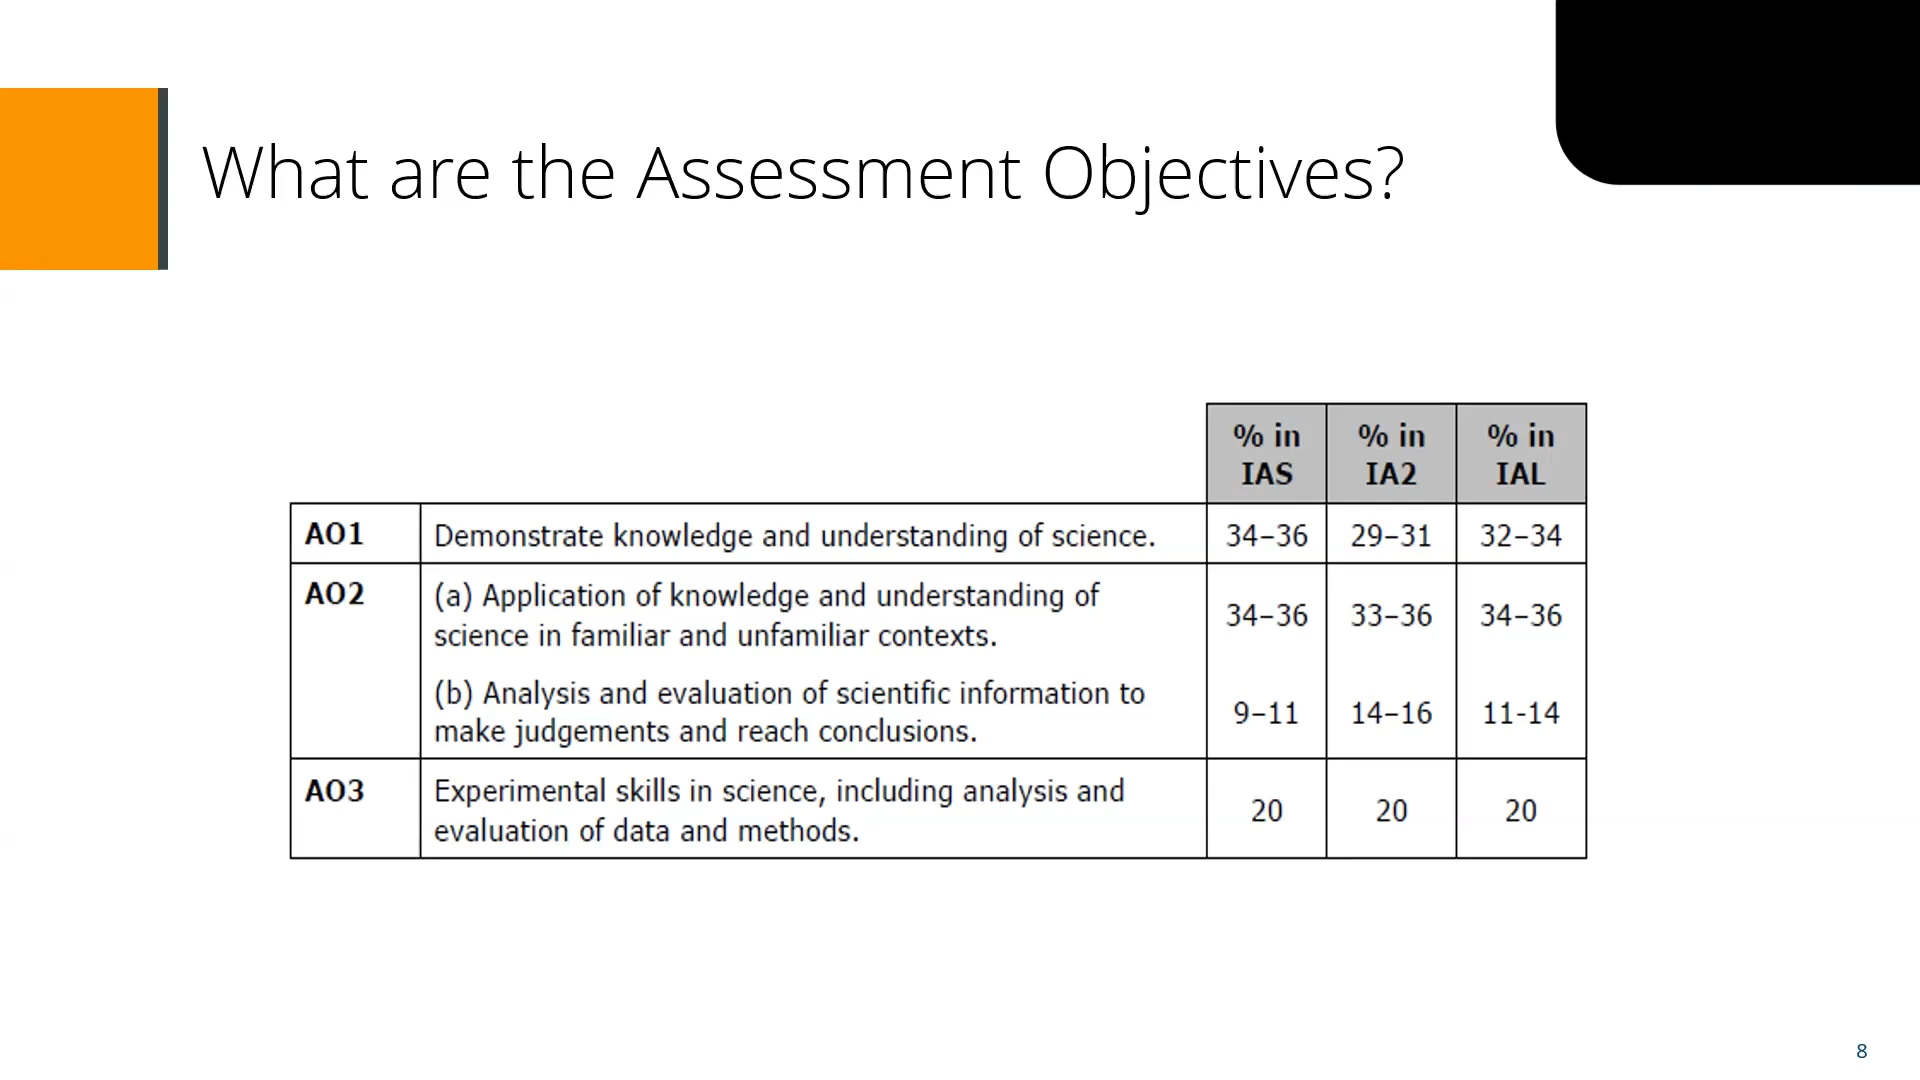 What are the Assessment Objectives?
% in % in % in
IAS IA2 IAL
AO1 Demonstrate knowledge and understanding of science. 34–36 29–31 32–34
AO2 (a) Application of knowledge and understanding of
science in familiar and unfamiliar contexts. 34–36 33–36 34–36
(b) Analysis and evaluation of scientific information to
make judgements and reach conclusions. 9–11 14–16 11-14
AO3 Experimental skills in science, including analysis and
evaluation of data and methods. 20 20 20
8